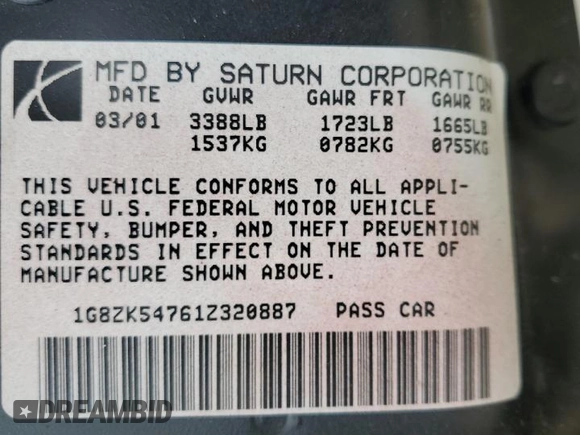 MFD BY SATURN CORPORATION
DATE GVWR GAWR FRT GAWR RR
03/01 3388LB 1723LB 1665LB
1537KG 0782KG 0755KG
THIS VEHICLE CONFORMS TO ALL APPLI-
CABLE U.S. FEDERAL MOTOR VEHICLE
SAFETY, BUMPER, AND THEFT PREVENTION
STANDARDS IN EFFECT ON THE DATE OF
MANUFACTURE SHOWN ABOVE.
1G8ZK54761Z320887 PASS CAR
DREAMBID